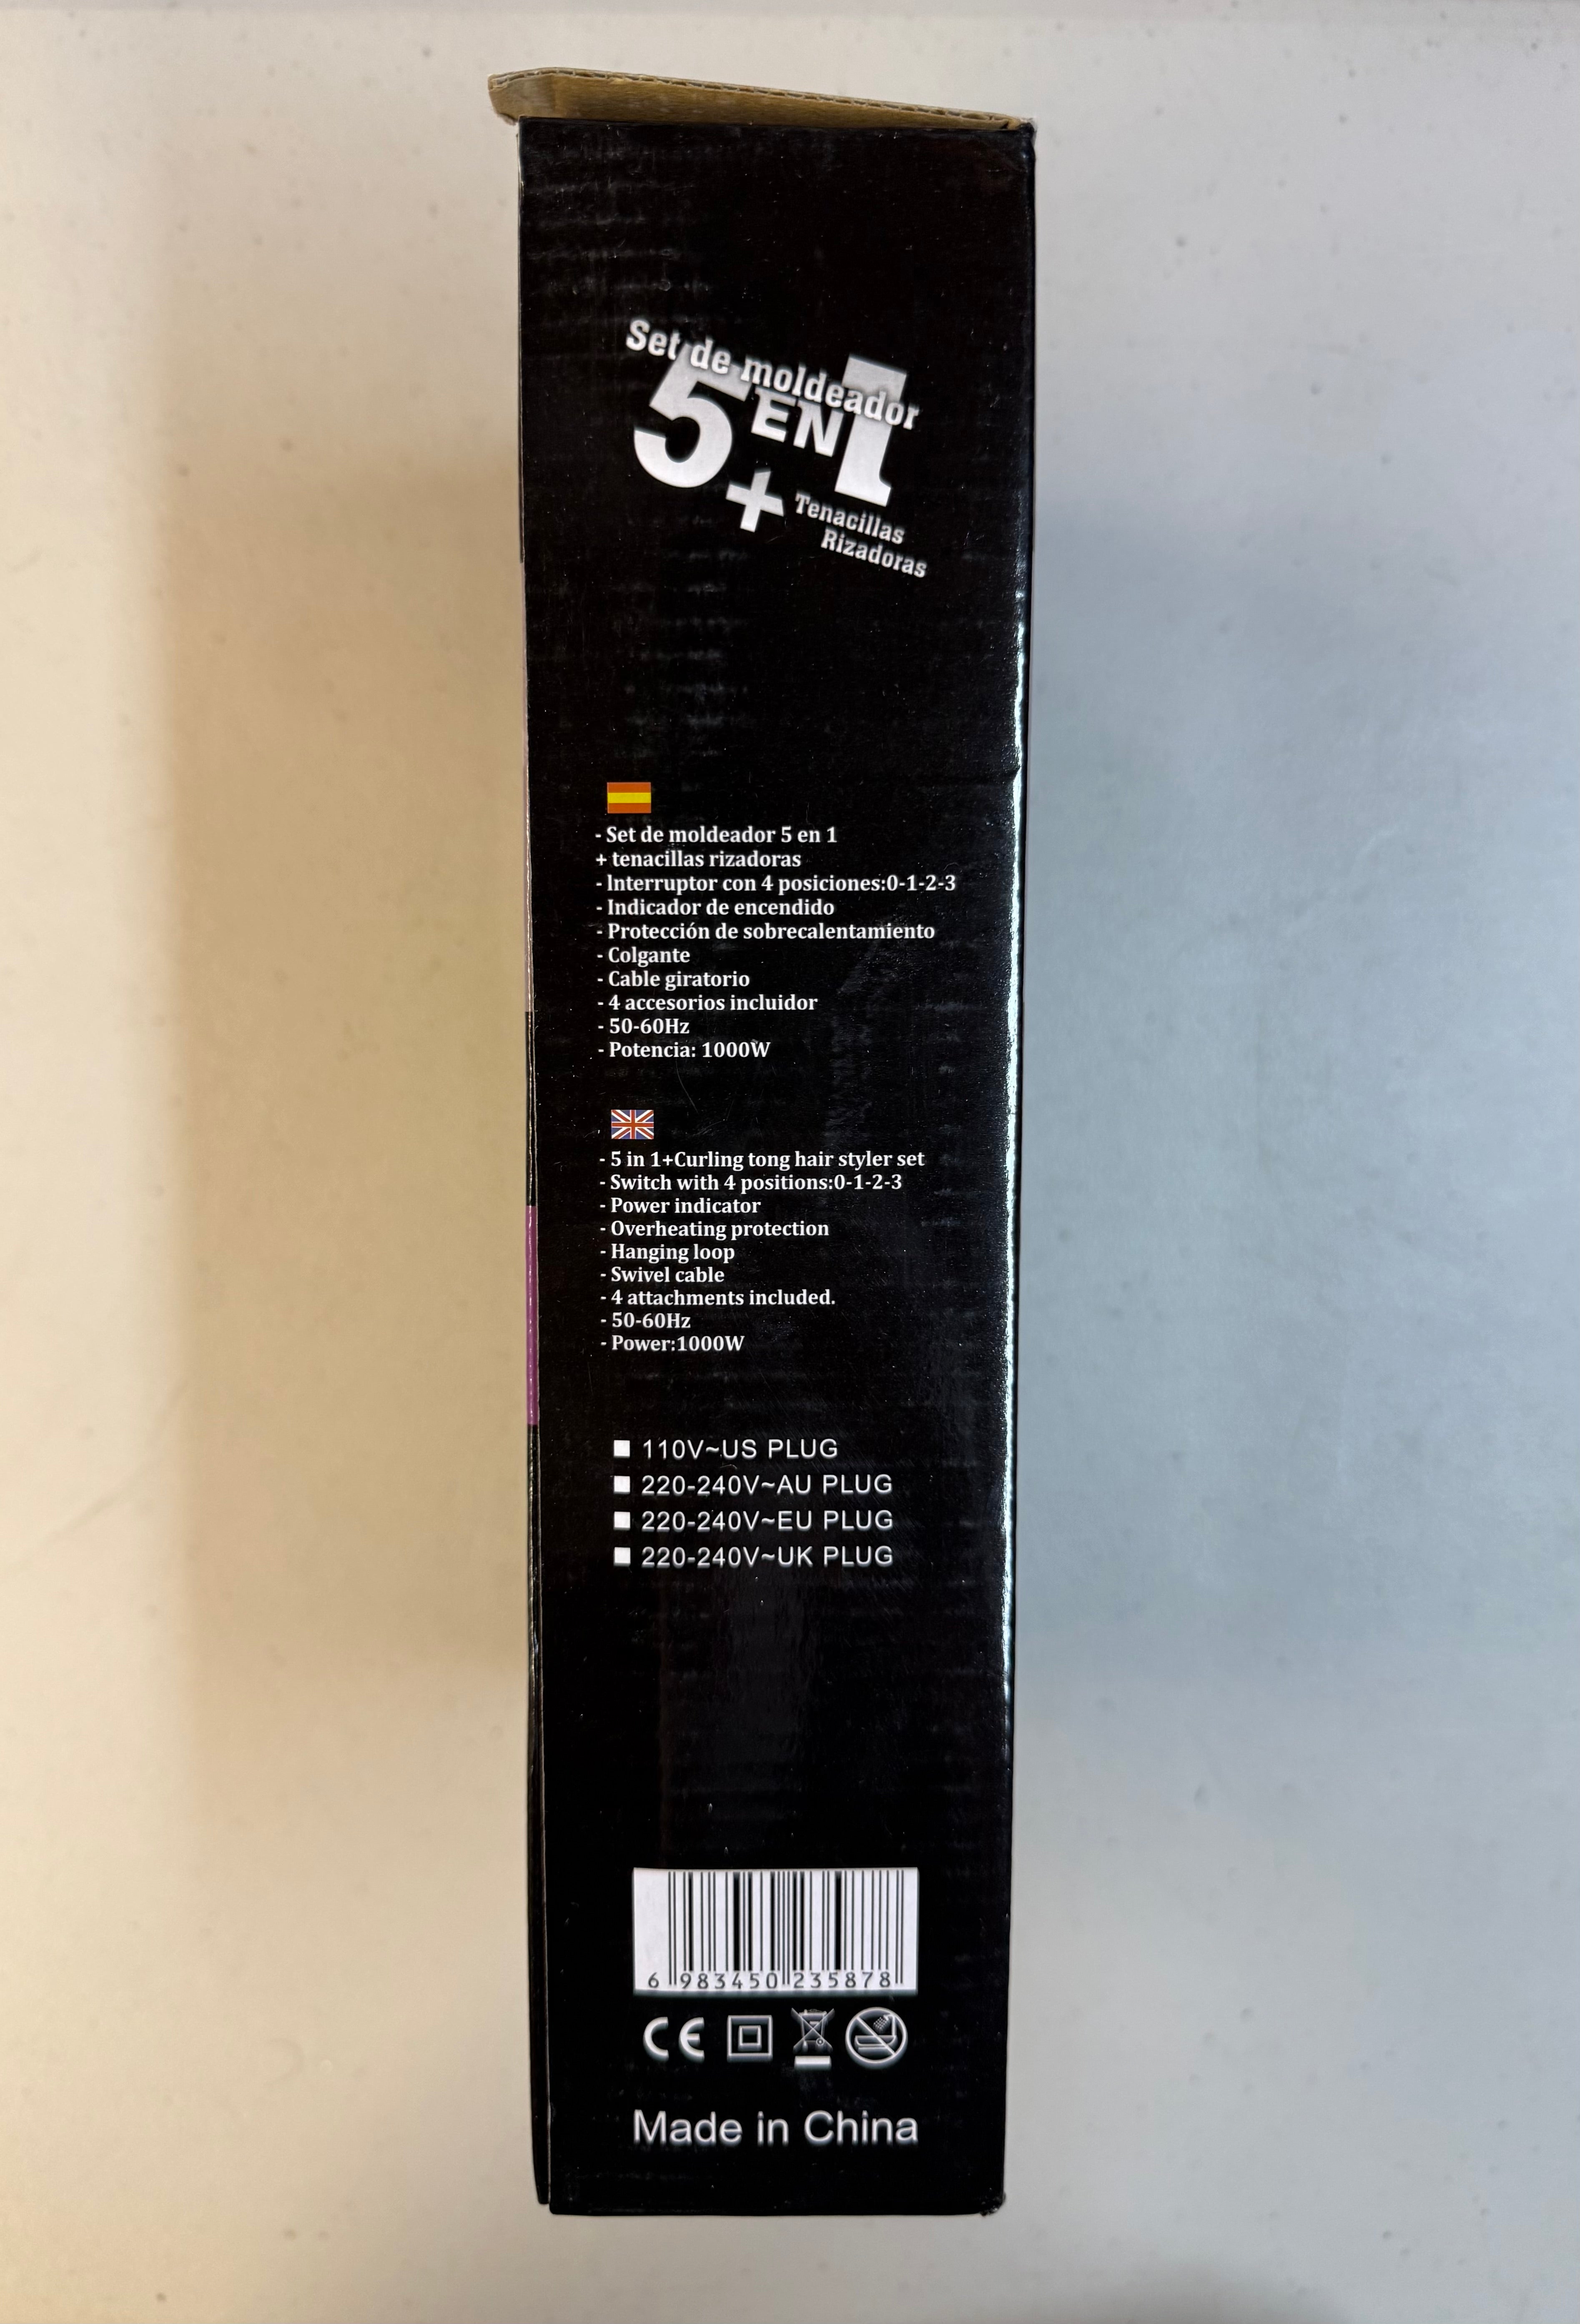 Set de moldeador
5 EN 1
+ Tenacillas
Rizadoras
- Set de moldeador 5 en 1
+ tenacillas rizadoras
- Interruptor con 4 posiciones:0-1-2-3
- Indicador de encendido
- Protección de sobrecalentamiento
- Colgante
- Cable giratorio
- 4 accesorios incluidor
- 50-60Hz
- Potencia: 1000W
- 5 in 1+Curling tong hair styler set
- Switch with 4 positions:0-1-2-3
- Power indicator
- Overheating protection
- Hanging loop
- Swivel cable
- 4 attachments included.
- 50-60Hz
- Power:1000W
110V~US PLUG
220-240V~AU PLUG
220-240V~EU PLUG
220-240V~UK PLUG
6 983450 235878
CE
Made in China